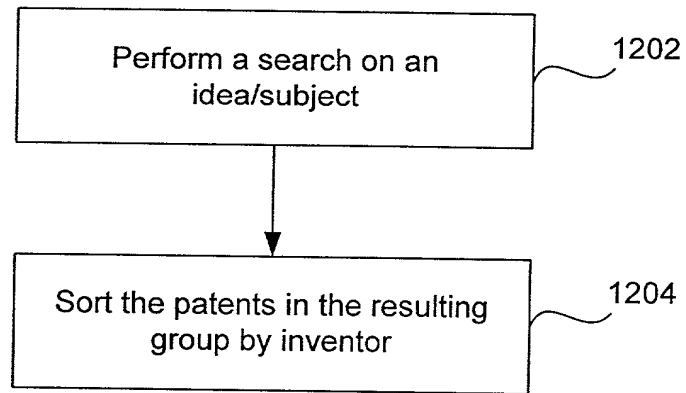 Perform a search on an
idea/subject
1202
Sort the patents in the resulting
group by inventor
1204